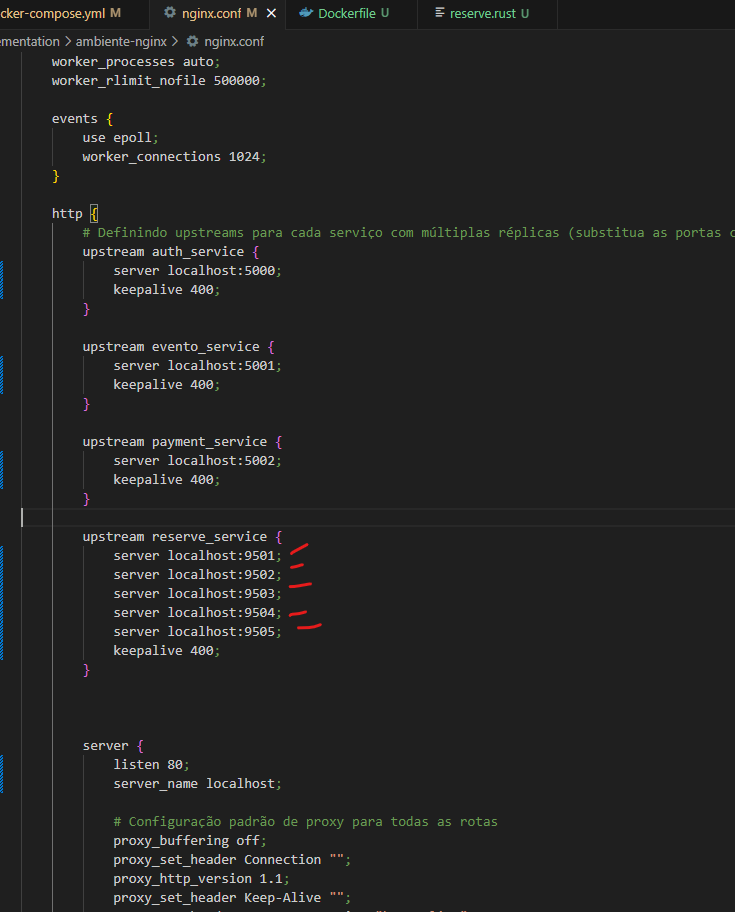 cker-compose.yml M nginx.conf M Dockerfile U reserve.rust U
ementation > ambiente-nginx > nginx.conf
worker_processes auto;
worker_rlimit_nofile 500000;
events {
use epoll;
worker_connections 1024;
}
http {
# Definindo upstreams para cada serviço com múltiplas réplicas (substitua as portas c
upstream auth_service {
server localhost:5000;
keepalive 400;
}
upstream evento_service {
server localhost:5001;
keepalive 400;
}
upstream payment_service {
server localhost:5002;
keepalive 400;
}
upstream reserve_service {
server localhost:9501;
server localhost:9502;
server localhost:9503;
server localhost:9504;
server localhost:9505;
keepalive 400;
}
server {
listen 80;
server_name localhost;
# Configuração padrão de proxy para todas as rotas
proxy_buffering off;
proxy_set_header Connection "";
proxy_http_version 1.1;
proxy_set_header Keep-Alive "";